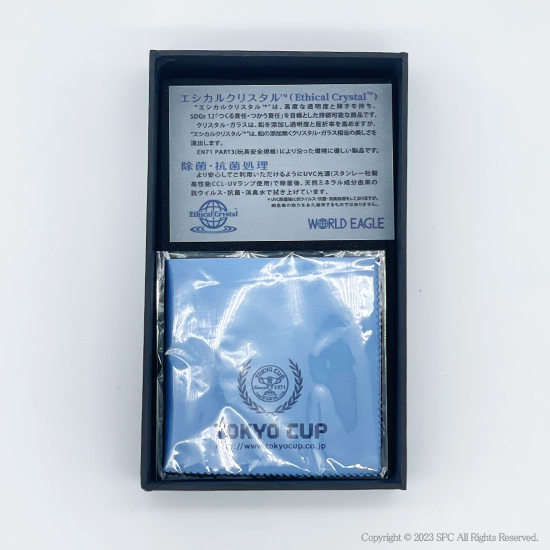 エシカルクリスタル™(Ethical Crystal™)
"エシカルクリスタル™"は、高度な透明度と輝きを持ち、
SDGs 12「つくる責任・つかう責任」を目標とした持続可能な商品です。
クリスタル・ガラスは、鉛を添加し透明度と屈折率を高めますが、
"エシカルクリスタル™"は、鉛の添加無くクリスタル・ガラス相当の美しさを
演出します。
EN71 PART3(玩具安全規格)により沿った環境に優しい製品です。
除菌・抗菌処理
より安心してご利用いただけるようにUVC光源(スタンレー社製
高性能CCL-UVランプ使用)で除菌後、天然ミネラル成分由来の
抗ウイルス・抗菌・消臭水で拭き上げています。
Ethical Crystal
WORLD EAGLE
TOKYO CUP
Since 1971
TOKYO CUP
http://www.tokyocup.co.jp
Copyright © 2023 SPC All Rights Reserved.